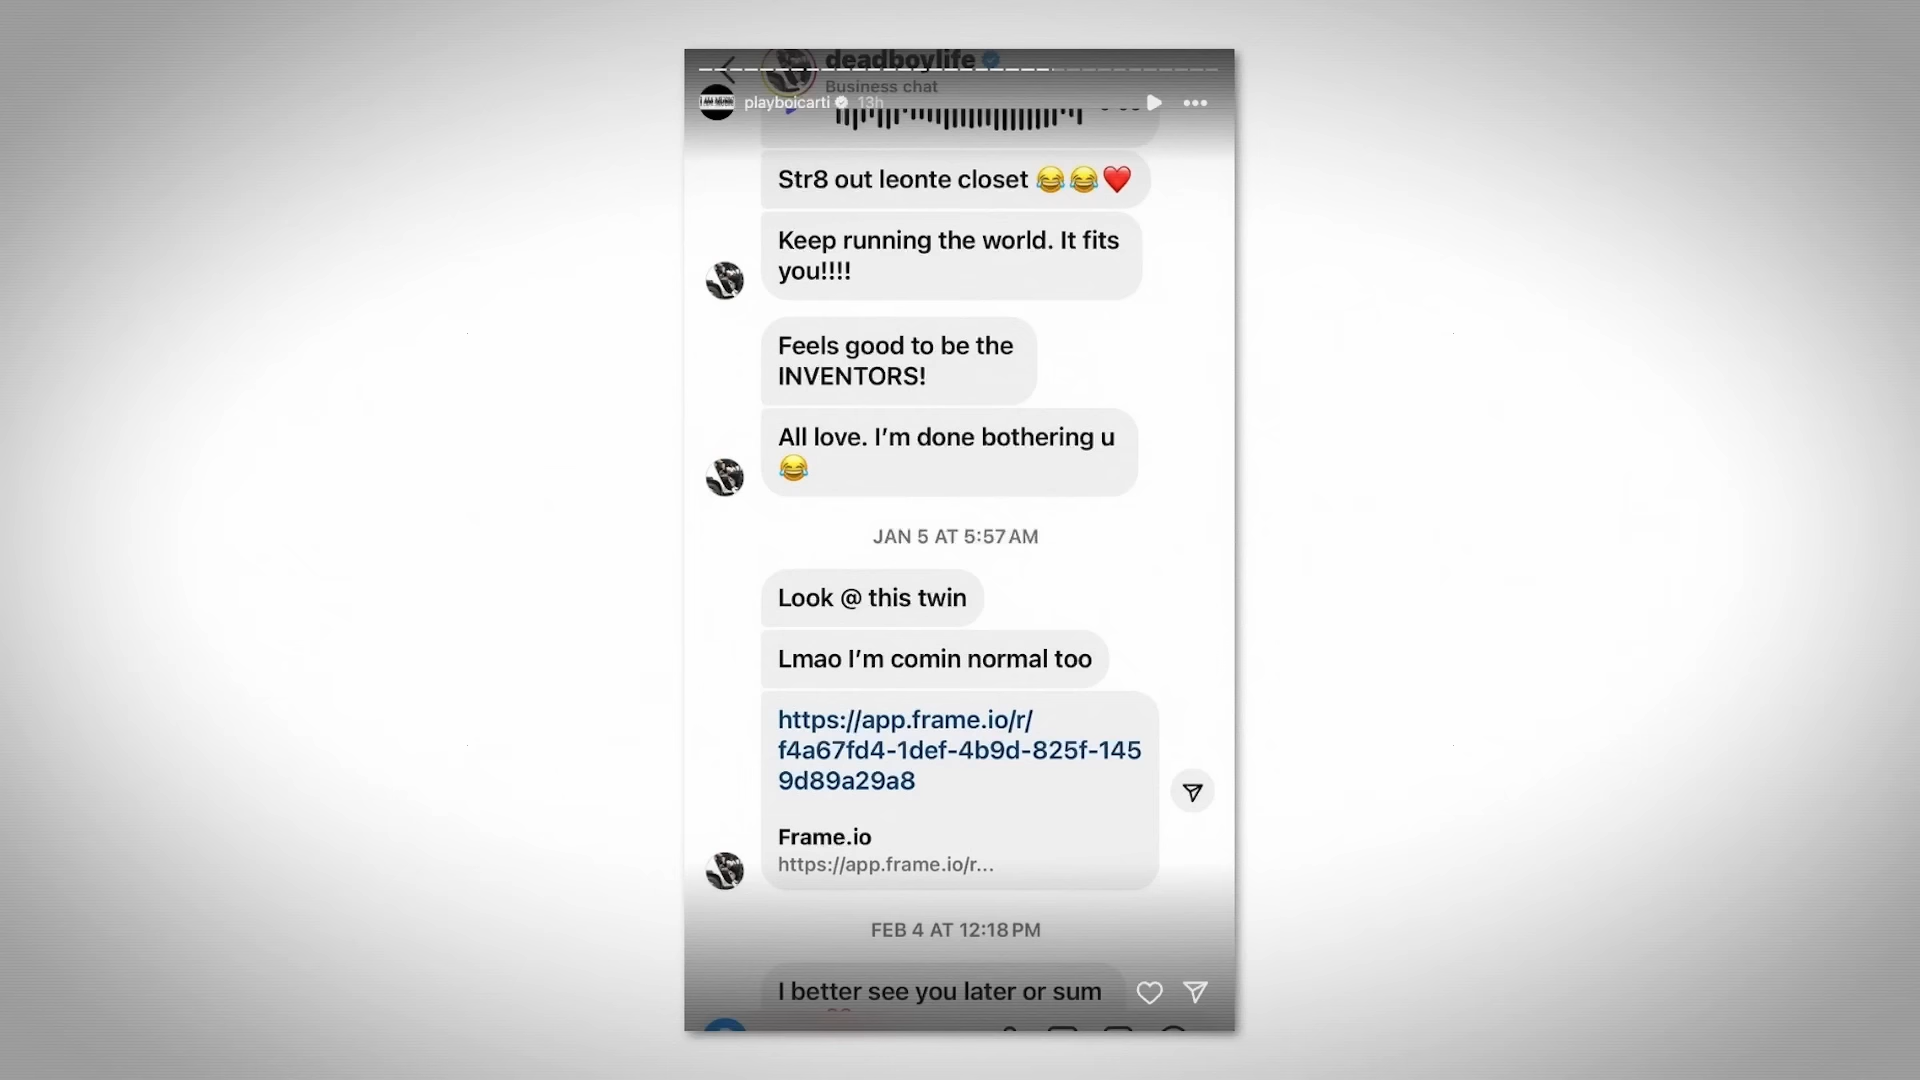 deadboylife
Business chat
playboicarti 13h
Str8 out leonte closet 😂😂❤️
Keep running the world. It fits
you!!!!
Feels good to be the
INVENTORS!
All love. I’m done bothering u
😂
JAN 5 AT 5:57 AM
Look @ this twin
Lmao I’m comin normal too
https://app.frame.io/r/
f4a67fd4-1def-4b9d-825f-145
9d89a29a8
Frame.io
https://app.frame.io/r...
FEB 4 AT 12:18 PM
I better see you later or sum